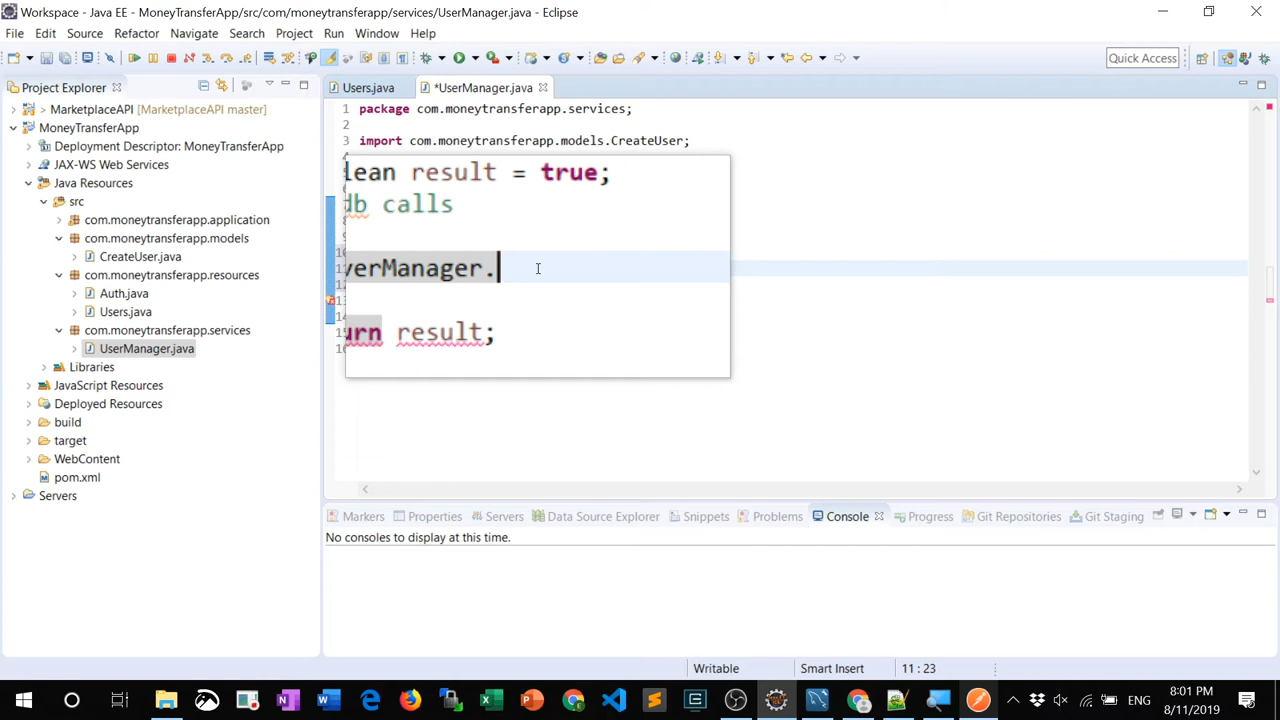 Workspace - Java EE - MoneyTransferApp/src/com/moneytransferapp/services/UserManager.java - Eclipse
File Edit Source Refactor Navigate Search Project Run Window Help
Quick Access
Project Explorer
> MarketplaceAPI [MarketplaceAPI master]
MoneyTransferApp
Deployment Descriptor: MoneyTransferApp
JAX-WS Web Services
Java Resources
src
com.moneytransferapp.application
com.moneytransferapp.models
CreateUser.java
com.moneytransferapp.resources
Auth.java
Users.java
com.moneytransferapp.services
UserManager.java
Libraries
JavaScript Resources
Deployed Resources
build
target
WebContent
pom.xml
Servers
Users.java *UserManager.java
1 package com.moneytransferapp.services;
2
3 import com.moneytransferapp.models.CreateUser;
lean result = true;
db calls
verManager.
urn result;
Markers Properties Servers Data Source Explorer Snippets Problems Console Progress Git Repositories Git Staging
No consoles to display at this time.
Writable Smart Insert 11 : 23
ENG
8:01 PM
8/11/2019